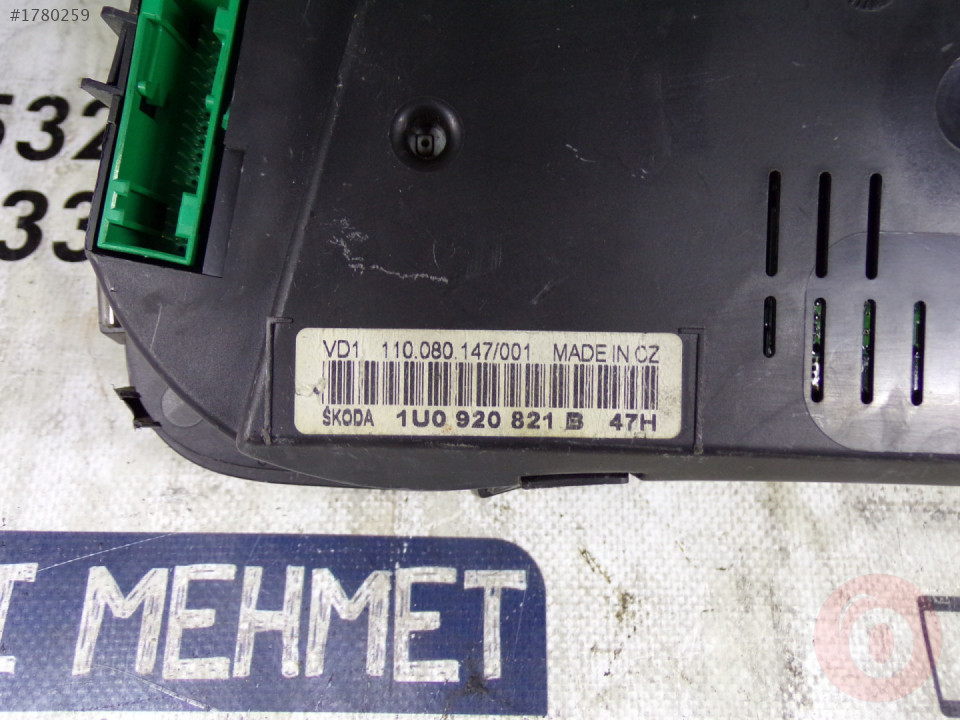 #1780259
532
33
VD1 110.080.147/001 MADE IN CZ
ŠKODA 1U0 920 821 B 47H
MEHMET